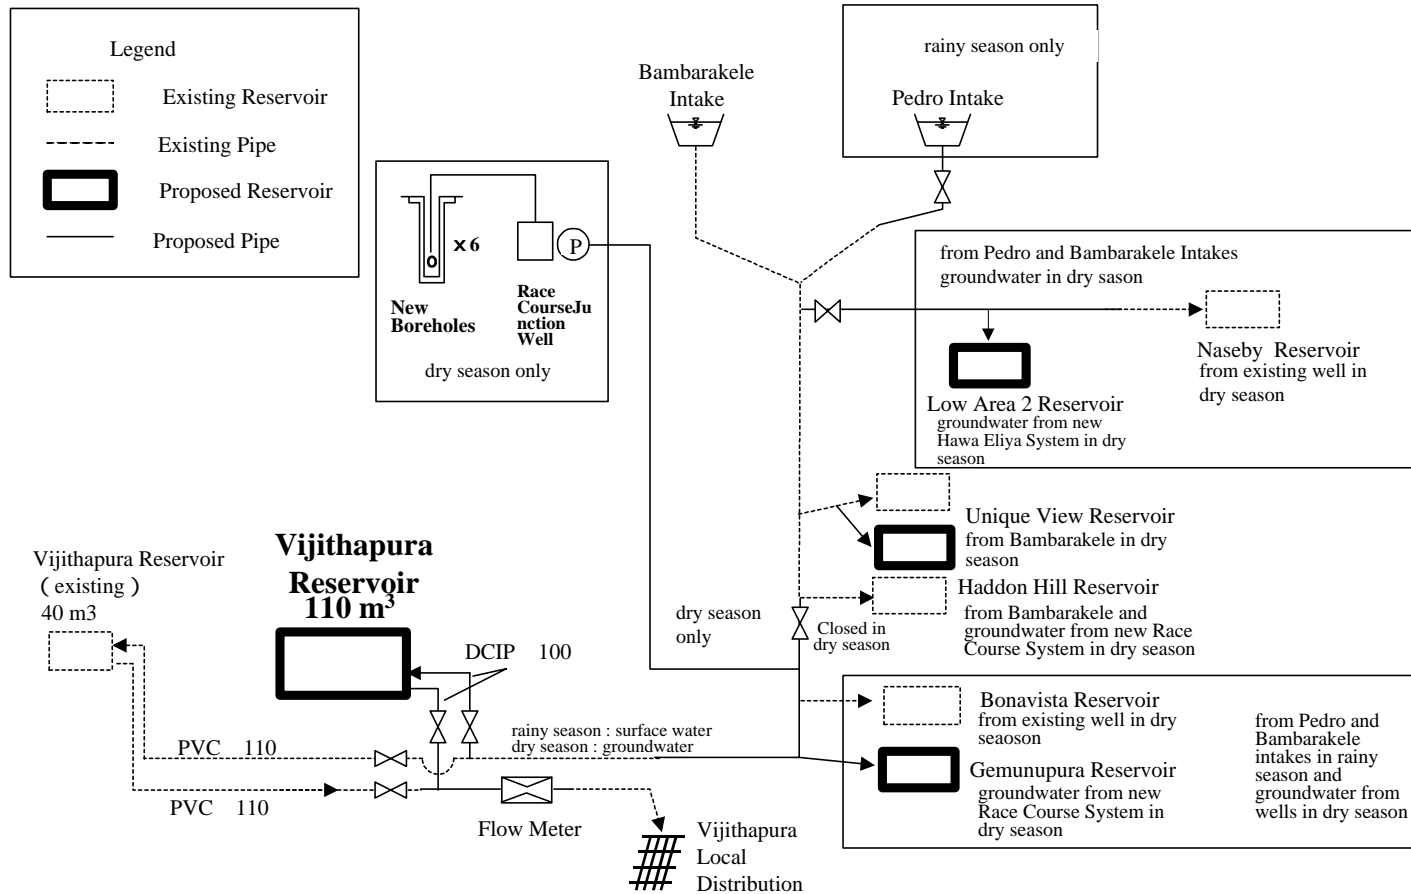 Legend
Existing Reservoir
Existing Pipe
Proposed Reservoir
Proposed Pipe
rainy season only
Bambarakele
Intake
Pedro Intake
x 6
P
New
Boreholes
Race
CourseJu
nction
Well
dry season only
from Pedro and Bambarakele Intakes
groundwater in dry sason
Naseby Reservoir
from existing well in
dry season
Low Area 2 Reservoir
groundwater from new
Hawa Eliya System in dry
season
Unique View Reservoir
from Bambarakele in dry
season
Haddon Hill Reservoir
from Bambarakele and
groundwater from new Race
Course System in dry season
dry season
only
Closed in
dry season
Vijithapura Reservoir
( existing )
40 m3
Vijithapura
Reservoir
110 m³
DCIP 100
rainy season : surface water
dry season : groundwater
PVC 110
PVC 110
Flow Meter
Vijithapura
Local
Distribution
Bonavista Reservoir
from existing well in dry
seaoson
Gemunupura Reservoir
groundwater from new
Race Course System in
dry season
from Pedro and
Bambarakele
intakes in rainy
season and
groundwater from
wells in dry season